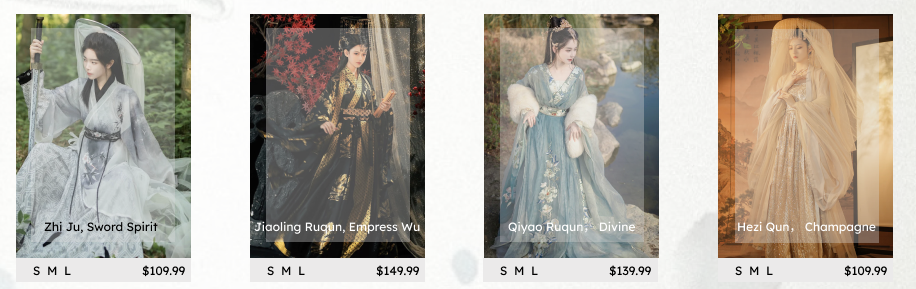 Zhi Ju, Sword Spirit
S M L $109.99
Jiaoling Ruqun, Empress Wu
S M L $149.99
Qiyao Ruqun， Divine
S M L $139.99
Hezi Qun， Champagne
S M L $109.99